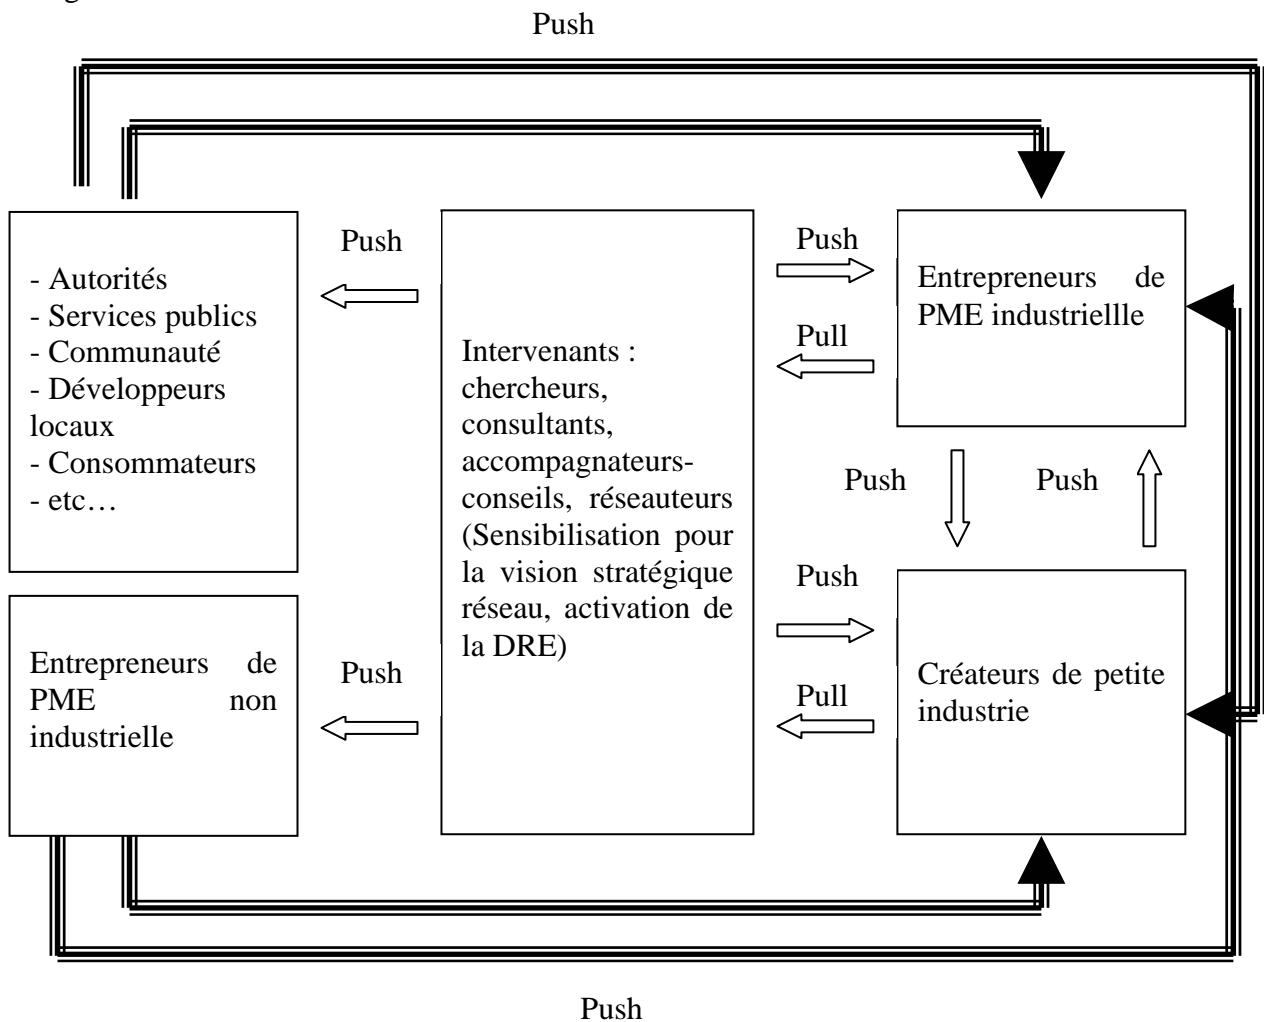 Push
- Autorités
- Services publics
- Communauté
- Développeurs
locaux
- Consommateurs
- etc…
Push
Intervenants :
chercheurs,
consultants,
accompagnateurs-
conseils, réseauteurs
(Sensibilisation pour
la vision stratégique
réseau, activation de
la DRE)
Push
Pull
Entrepreneurs de
PME industriellle
Push
Push
Entrepreneurs de
PME non
industrielle
Push
Push
Pull
Créateurs de petite
industrie
Push